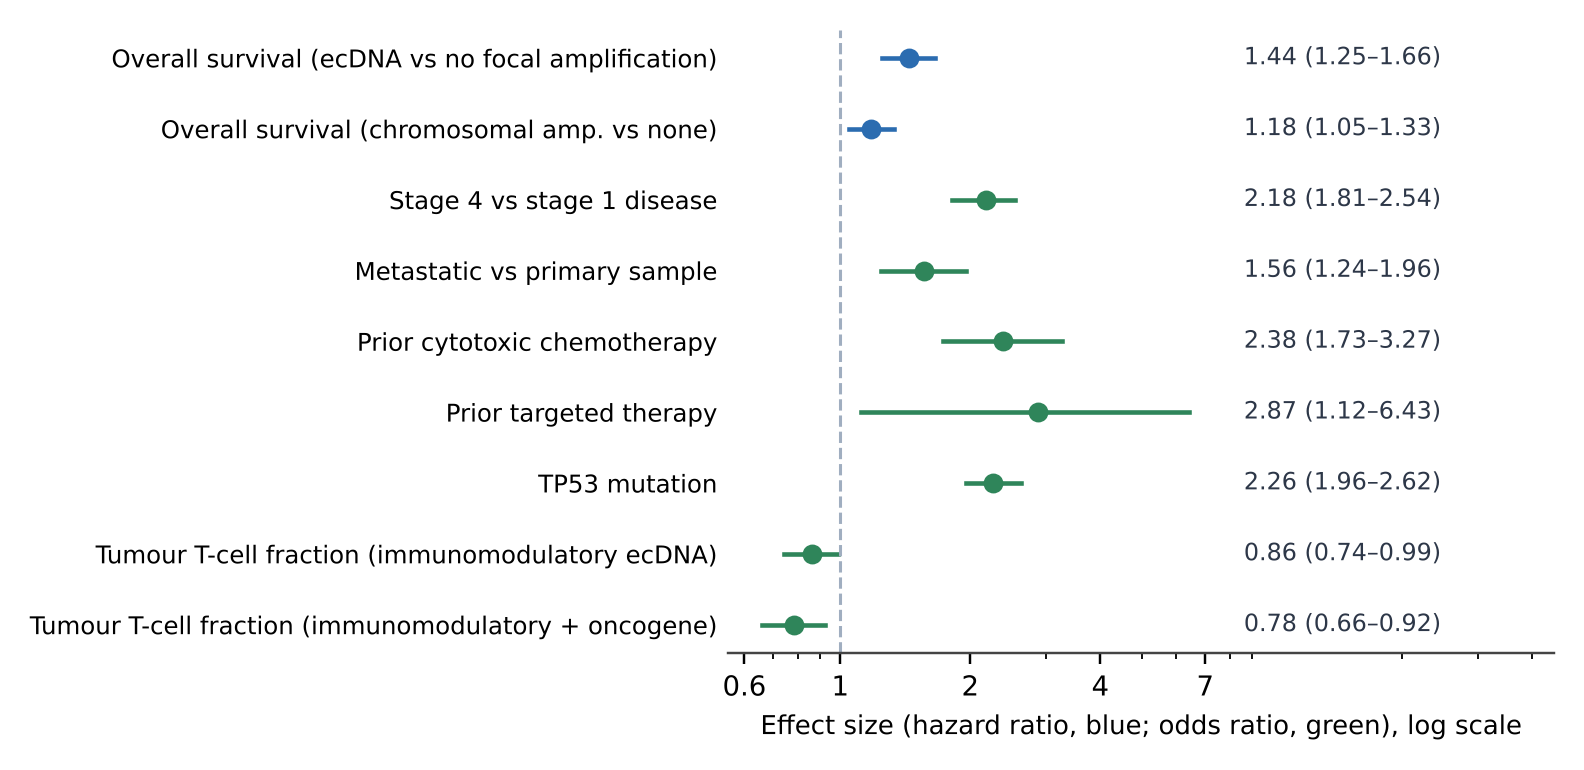 Overall survival (ecDNA vs no focal amplification) 1.44 (1.25–1.66)
Overall survival (chromosomal amp. vs none) 1.18 (1.05–1.33)
Stage 4 vs stage 1 disease 2.18 (1.81–2.54)
Metastatic vs primary sample 1.56 (1.24–1.96)
Prior cytotoxic chemotherapy 2.38 (1.73–3.27)
Prior targeted therapy 2.87 (1.12–6.43)
TP53 mutation 2.26 (1.96–2.62)
Tumour T-cell fraction (immunomodulatory ecDNA) 0.86 (0.74–0.99)
Tumour T-cell fraction (immunomodulatory + oncogene) 0.78 (0.66–0.92)
0.6 1 2 4 7
Effect size (hazard ratio, blue; odds ratio, green), log scale